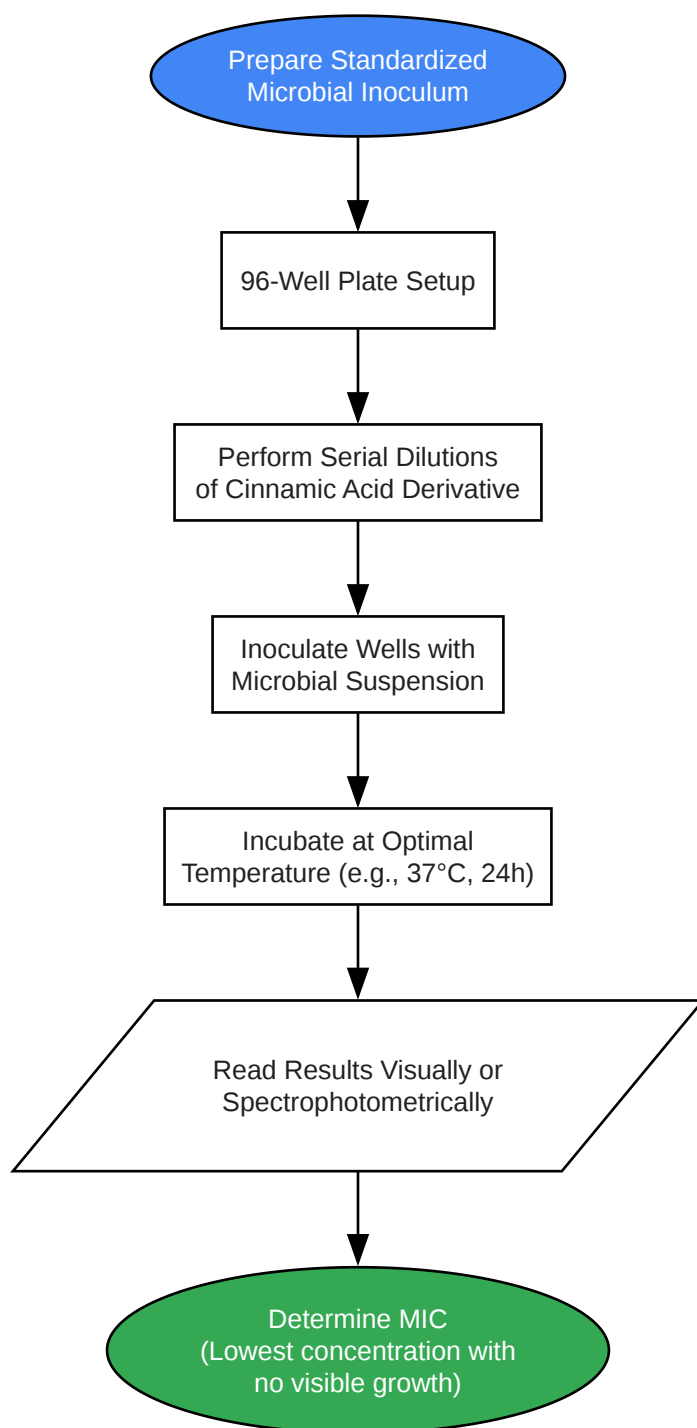 Prepare Standardized
Microbial Inoculum
96-Well Plate Setup
Perform Serial Dilutions
of Cinnamic Acid Derivative
Inoculate Wells with
Microbial Suspension
Incubate at Optimal
Temperature (e.g., 37°C, 24h)
Read Results Visually or
Spectrophotometrically
Determine MIC
(Lowest concentration with
no visible growth)